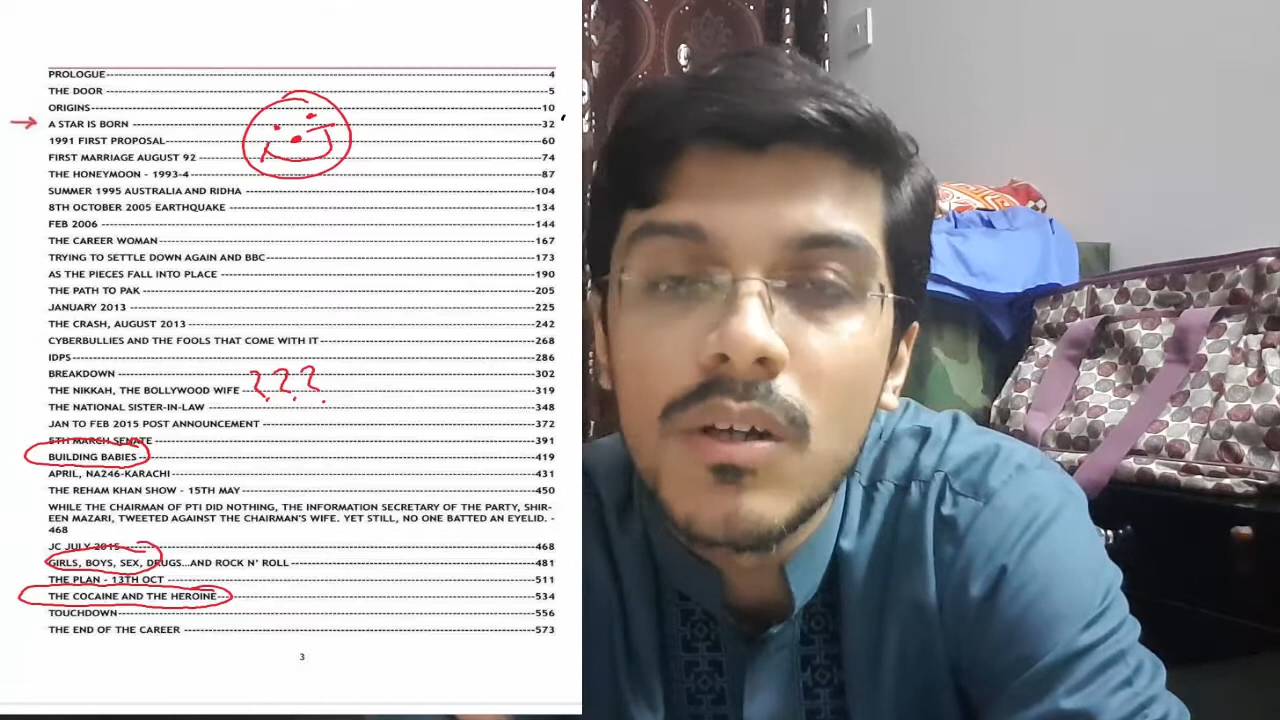 PROLOGUE---4
THE DOOR ---5
ORIGINS---10
A STAR IS BORN ---32
1991 FIRST PROPOSAL---60
FIRST MARRIAGE AUGUST 92 ---74
THE HONEYMOON - 1993-4---87
SUMMER 1995 AUSTRALIA AND RIDHA ---104
8TH OCTOBER 2005 EARTHQUAKE ---134
FEB 2006 ---144
THE CAREER WOMAN---167
TRYING TO SETTLE DOWN AGAIN AND BBC---173
AS THE PIECES FALL INTO PLACE ---190
THE PATH TO PAK ---205
JANUARY 2013 ---225
THE CRASH, AUGUST 2013 ---242
CYBERBULLIES AND THE FOOLS THAT COME WITH IT---268
IDPS---286
BREAKDOWN ---302
???
THE NIKKAH, THE BOLLYWOOD WIFE ---319
THE NATIONAL SISTER-IN-LAW ---348
JAN TO FEB 2015 POST ANNOUNCEMENT ---372
5TH MARCH SENATE ---391
BUILDING BABIES ---419
APRIL, NA246-KARACHI---431
THE REHAM KHAN SHOW - 15TH MAY---450
WHILE THE CHAIRMAN OF PTI DID NOTHING, THE INFORMATION SECRETARY OF THE PARTY, SHIR-
EEN MAZARI, TWEETED AGAINST THE CHAIRMAN'S WIFE. YET STILL, NO ONE BATTED AN EYELID. -
468
JC JULY 2015---468
GIRLS, BOYS, SEX, DRUGS...AND ROCK N' ROLL---481
THE PLAN - 13TH OCT ---511
THE COCAINE AND THE HEROINE---534
TOUCHDOWN---556
THE END OF THE CAREER ---573
3